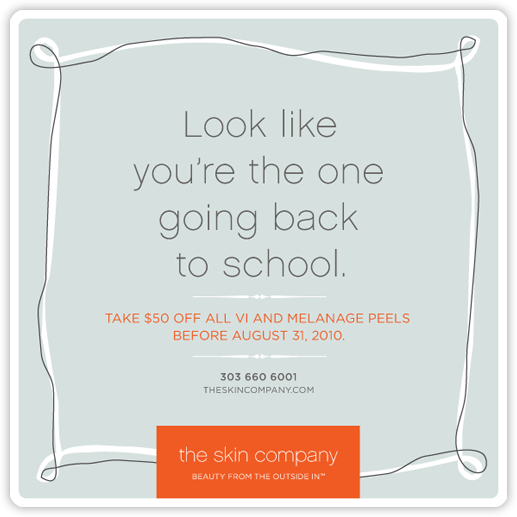 Look like
you're the one
going back
to school.
TAKE $50 OFF ALL VI AND MELANAGE PEELS
BEFORE AUGUST 31, 2010.
303 660 6001
THESKINCOMPANY.COM
the skin company
BEAUTY FROM THE OUTSIDE IN™